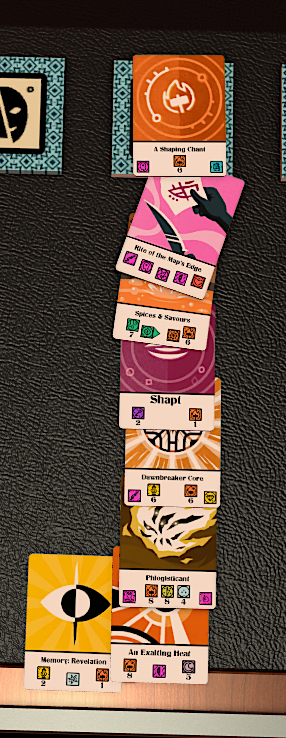 A Shaping Chant
6
Rite of the Map's Edge
Spices & Savours
7 6
Shapt
2 1
Dawnbreaker Core
6 6
Phlogisticant
8 8 4
An Exalting Heat
8 5
Memory: Revelation
2 1